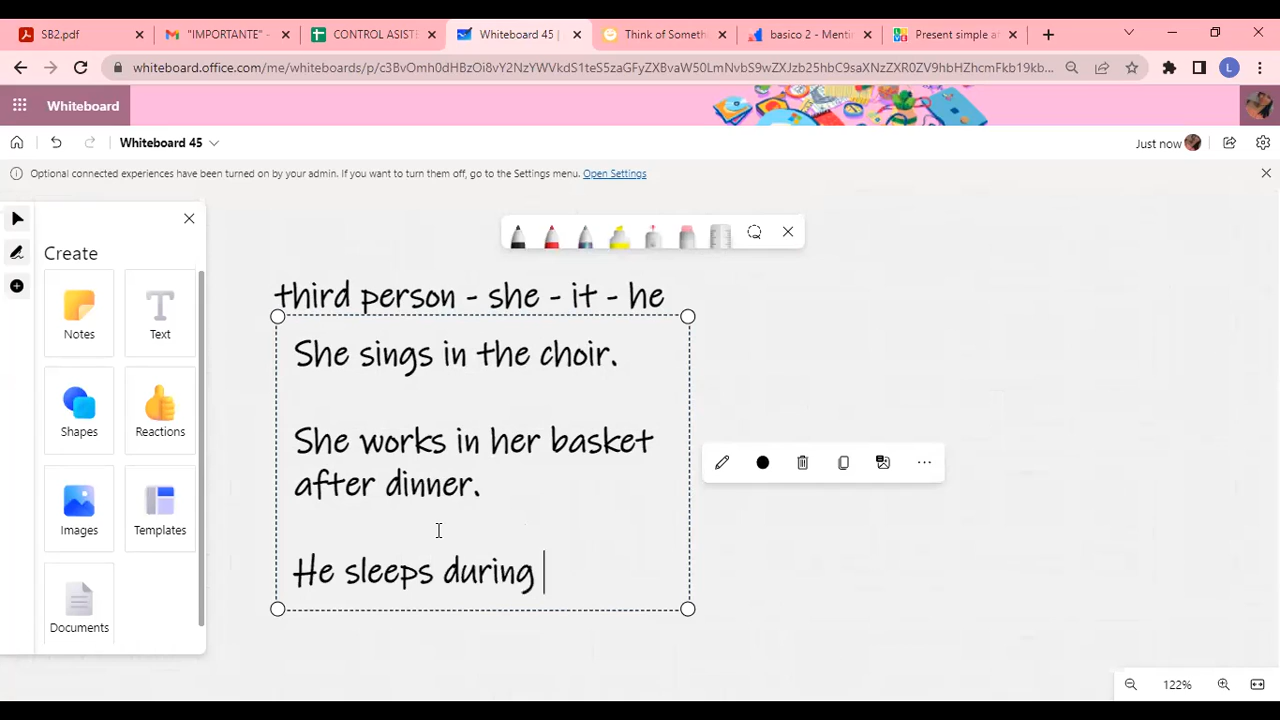 SB2.pdf
"IMPORTANTE" -
CONTROL ASIST
Whiteboard 45 |
Think of Someth
basico 2 - Menti
Present simple a
L
whiteboard.office.com/me/whiteboards/p/
Whiteboard
Whiteboard 45
Just now
Optional connected experiences have been turned on by your admin. If you want to turn them off, go to the Settings menu. Open Settings
Create
Notes
Text
Shapes
Reactions
Images
Templates
Documents
third person - she - it - he
She sings in the choir.
She works in her basket
after dinner.
He sleeps during
122%